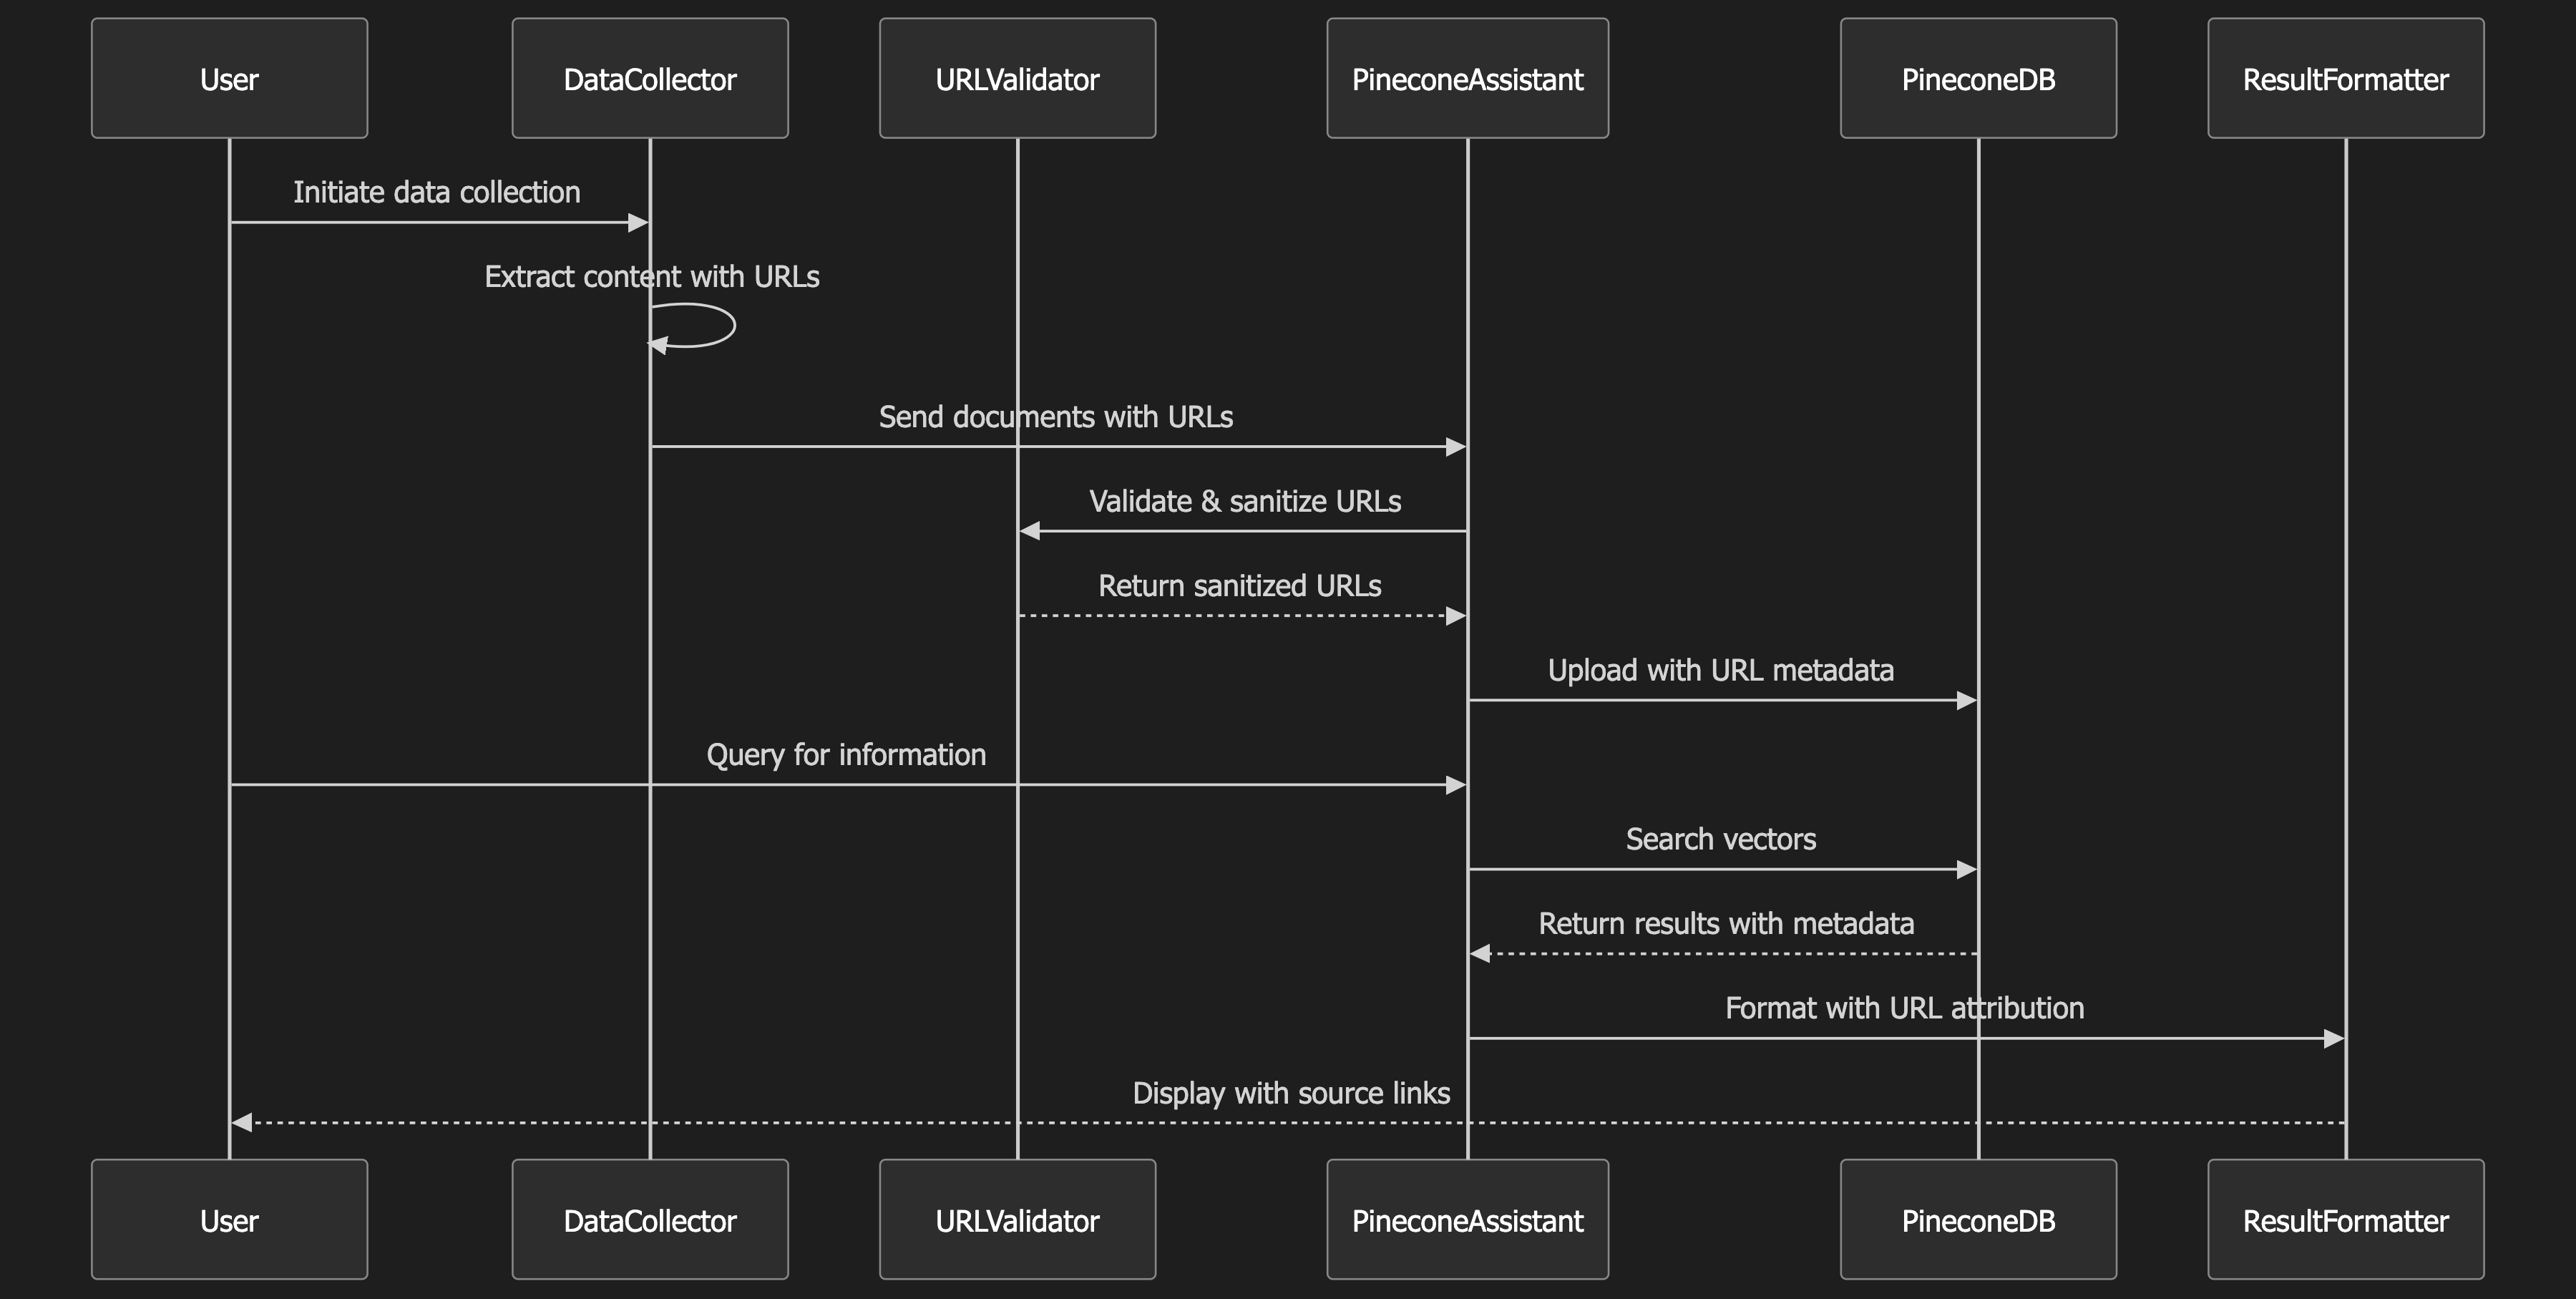 User
DataCollector
URLValidator
PineconeAssistant
PineconeDB
ResultFormatter
Initiate data collection
Extract content with URLs
Send documents with URLs
Validate & sanitize URLs
Return sanitized URLs
Upload with URL metadata
Query for information
Search vectors
Return results with metadata
Format with URL attribution
Display with source links
User
DataCollector
URLValidator
PineconeAssistant
PineconeDB
ResultFormatter